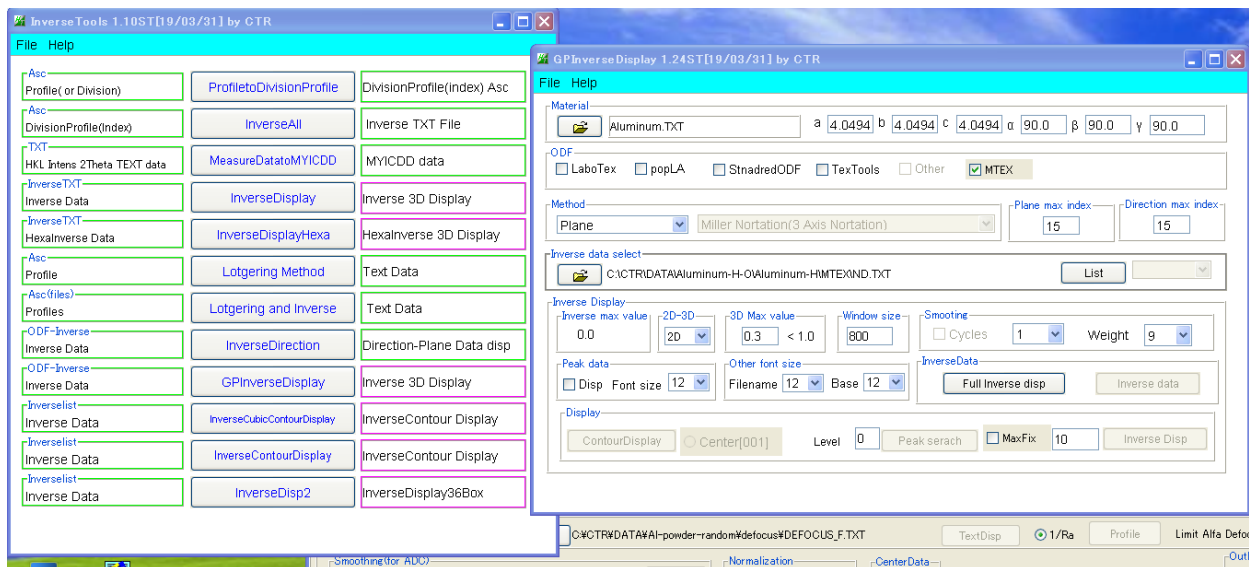 InverseTools 1.10ST[19/03/31] by CTR
File Help
Asc
Profile( or Division)
ProfiletoDivisionProfile
DivisionProfile(index) Asc
Asc
DivisionProfile(Index)
InverseAll
Inverse TXT File
TXT
HKL Intens 2Theta TEXT data
MeasureDatatoMYICDD
MYICDD data
InverseTXT
Inverse Data
InverseDisplay
Inverse 3D Display
InverseTXT
HexaInverse Data
InverseDisplayHexa
HexaInverse 3D Display
Asc
Profile
Lotgering Method
Text Data
Asc(files)
Profiles
Lotgering and Inverse
Text Data
ODF-Inverse
Inverse Data
InverseDirection
Direction-Plane Data disp
ODF-Inverse
Inverse Data
GPInverseDisplay
Inverse 3D Display
Inverselist
Inverse Data
InverseCubicContourDisplay
InverseContour Display
Inverselist
Inverse Data
InverseContourDisplay
InverseContour Display
Inverselist
Inverse Data
InverseDisp2
InverseDisplay36Box
GPInverseDisplay 1.24ST[19/03/31] by CTR
File Help
Material
Aluminum.TXT a 4.0494 b 4.0494 c 4.0494 α 90.0 β 90.0 γ 90.0
ODF
LaboTex popLA StnadredODF TexTools Other MTEX
Method
Plane Miller Nortation(3 Axis Nortation)
Plane max index
15
Direction max index
15
Inverse data select
C:\CTR\DATA\Aluminum-H-O\Aluminum-H\MTEX\ND.TXT List
Inverse Display
Inverse max value
0.0
2D-3D
2D
3D Max value
0.3 < 1.0
Window size
800
Smooting
Cycles 1 Weight 9
Peak data
Disp Font size 12
Other font size
Filename 12 Base 12
InverseData
Full Inverse disp Inverse data
Display
ContourDisplay Center[001] Level 0 Peak serach MaxFix 10 Inverse Disp
C:¥CTR¥DATA¥Al-powder-random¥defocus¥DEFOCUS_F.TXT TextDisp 1/Ra Profile Limit Alfa Defo
Smoothing(for ADC) Normalization CenterData